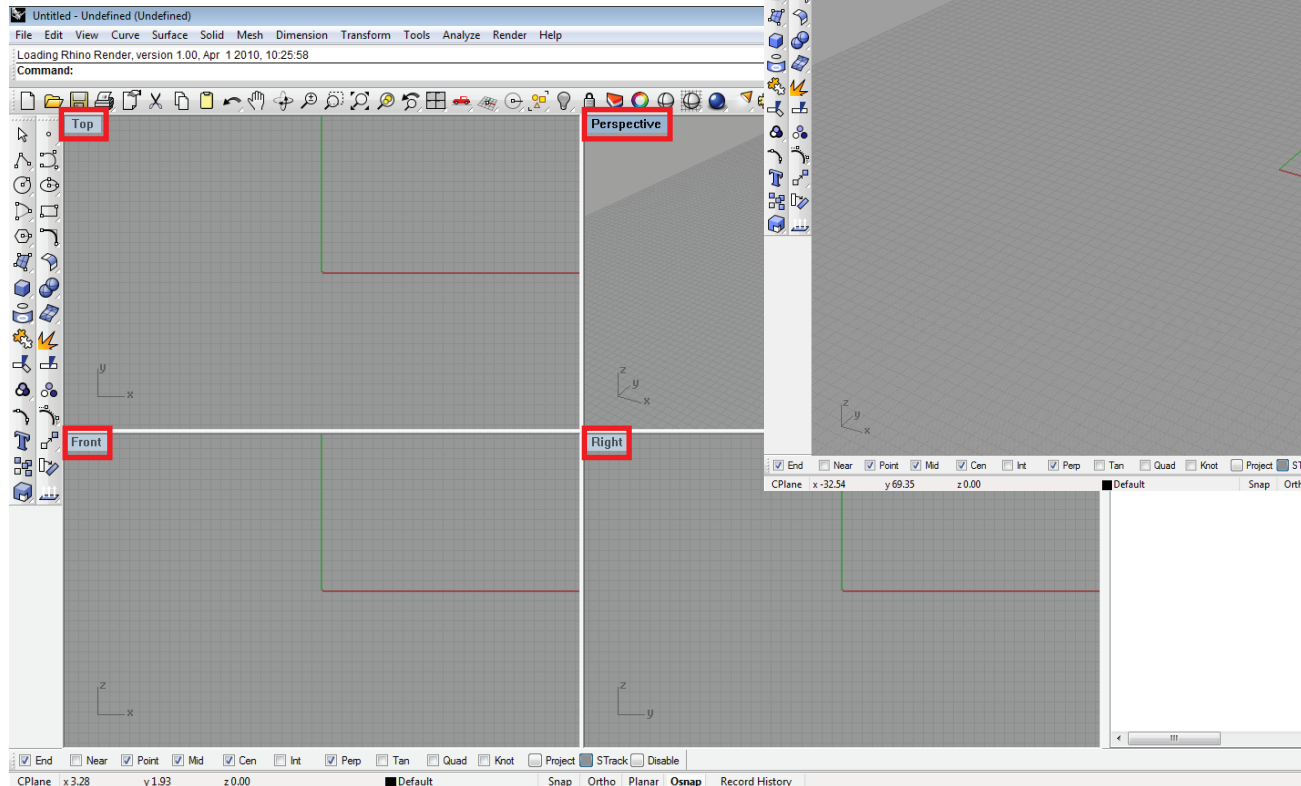 Untitled - Undefined (Undefined)
File Edit View Curve Surface Solid Mesh Dimension Transform Tools Analyze Render Help
Loading Rhino Render, version 1.00, Apr 1 2010, 10:25:58
Command:
Top
Perspective
y
x
z
y
x
Front
Right
z
x
z
y
z
y
x
End Near Point Mid Cen Int Perp Tan Quad Knot Project
CPlane x -32.54 y 69.35 z 0.00 Default Snap
End Near Point Mid Cen Int Perp Tan Quad Knot Project STrack Disable
CPlane x 3.28 y 1.93 z 0.00 Default Snap Ortho Planar Osnap Record History